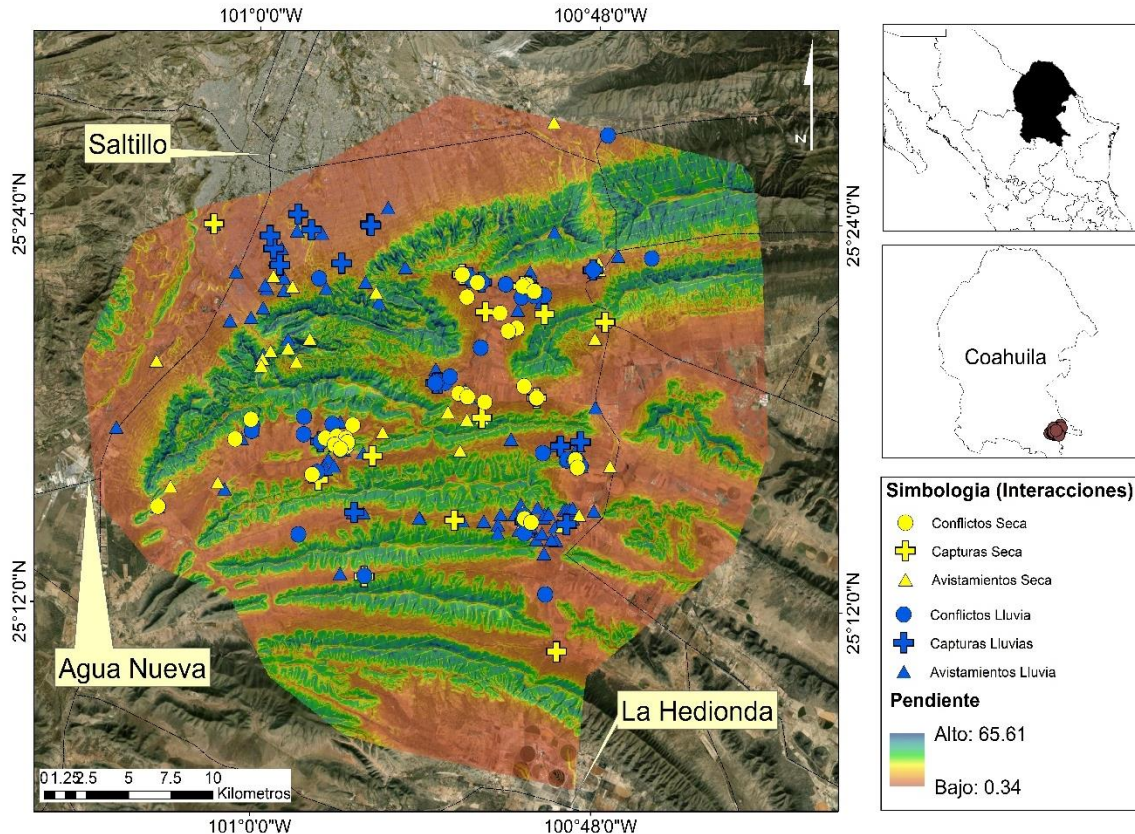 101°0'0"W
100°48'0"W
Saltillo
N
25°24'0"N
25°24'0"N
Coahuila
25°12'0"N
25°12'0"N
Agua Nueva
La Hedionda
Simbologia (Interacciones)
Conflictos Seca
Capturas Seca
Avistamientos Seca
Conflictos Lluvia
Capturas Lluvias
Avistamientos Lluvia
Pendiente
Alto: 65.61
Bajo: 0.34
0 1.25 2.5 5 7.5 10
Kilometros
101°0'0"W
100°48'0"W